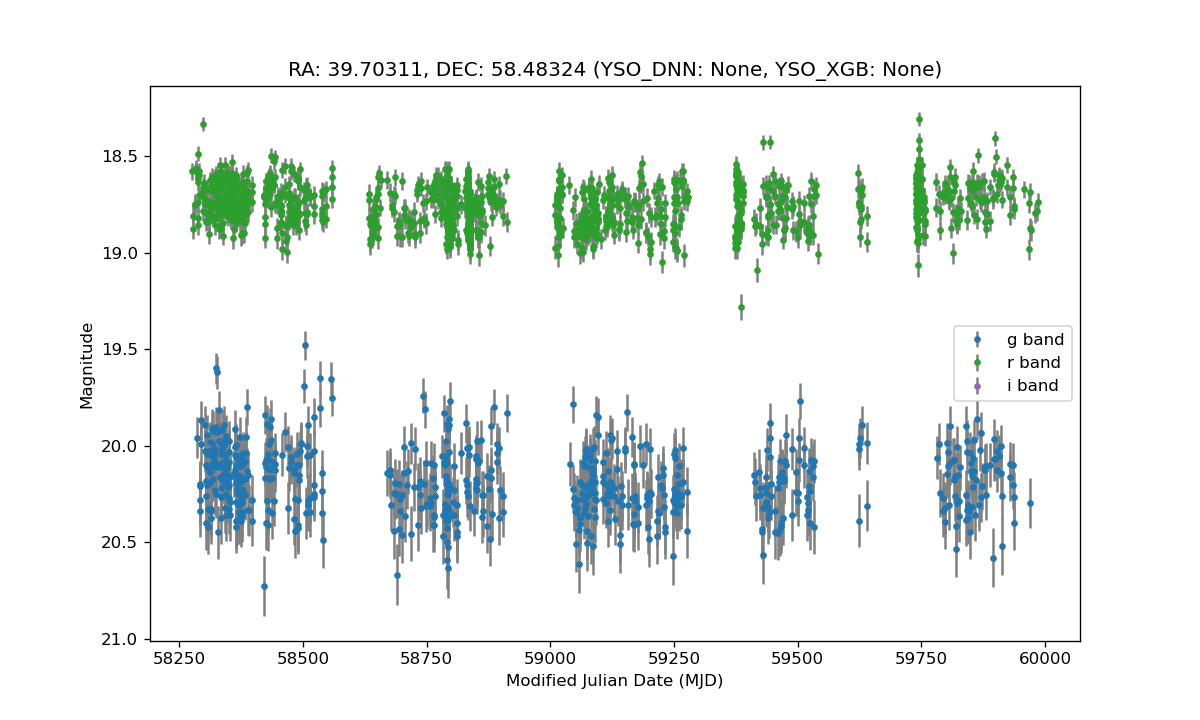 RA: 39.70311, DEC: 58.48324 (YSO_DNN: None, YSO_XGB: None)
18.5
19.0
19.5
20.0
20.5
21.0
Magnitude
g band
r band
i band
58250 58500 58750 59000 59250 59500 59750 60000
Modified Julian Date (MJD)